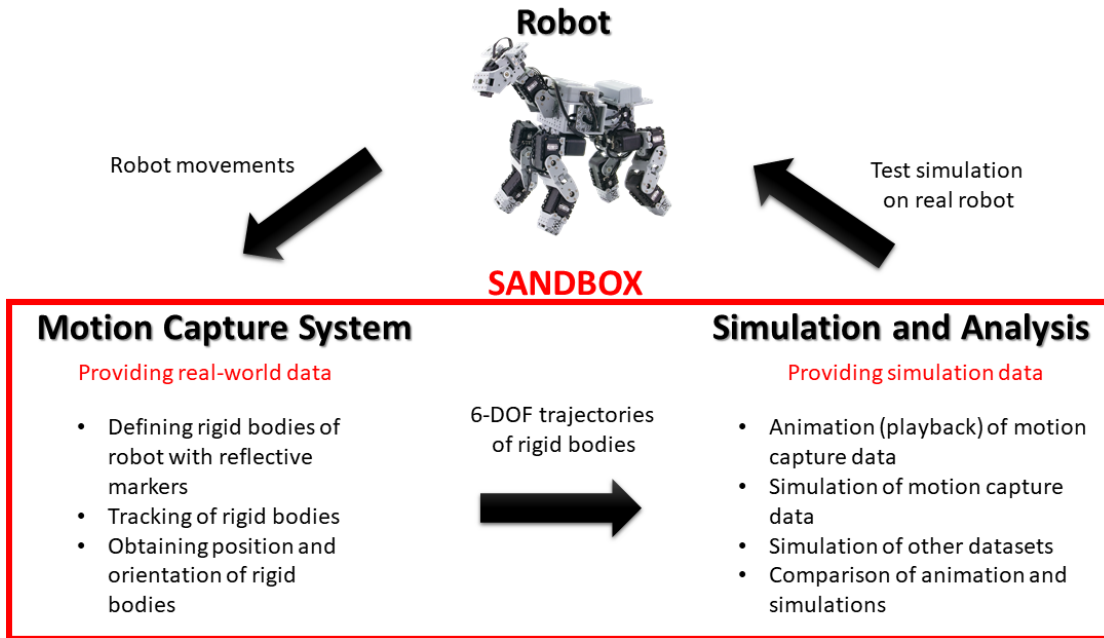 Robot
Robot movements
Test simulation
on real robot
SANDBOX
Motion Capture System
Providing real-world data
• Defining rigid bodies of
robot with reflective
markers
• Tracking of rigid bodies
• Obtaining position and
orientation of rigid
bodies
6-DOF trajectories
of rigid bodies
Simulation and Analysis
Providing simulation data
• Animation (playback) of motion
capture data
• Simulation of motion capture
data
• Simulation of other datasets
• Comparison of animation and
simulations